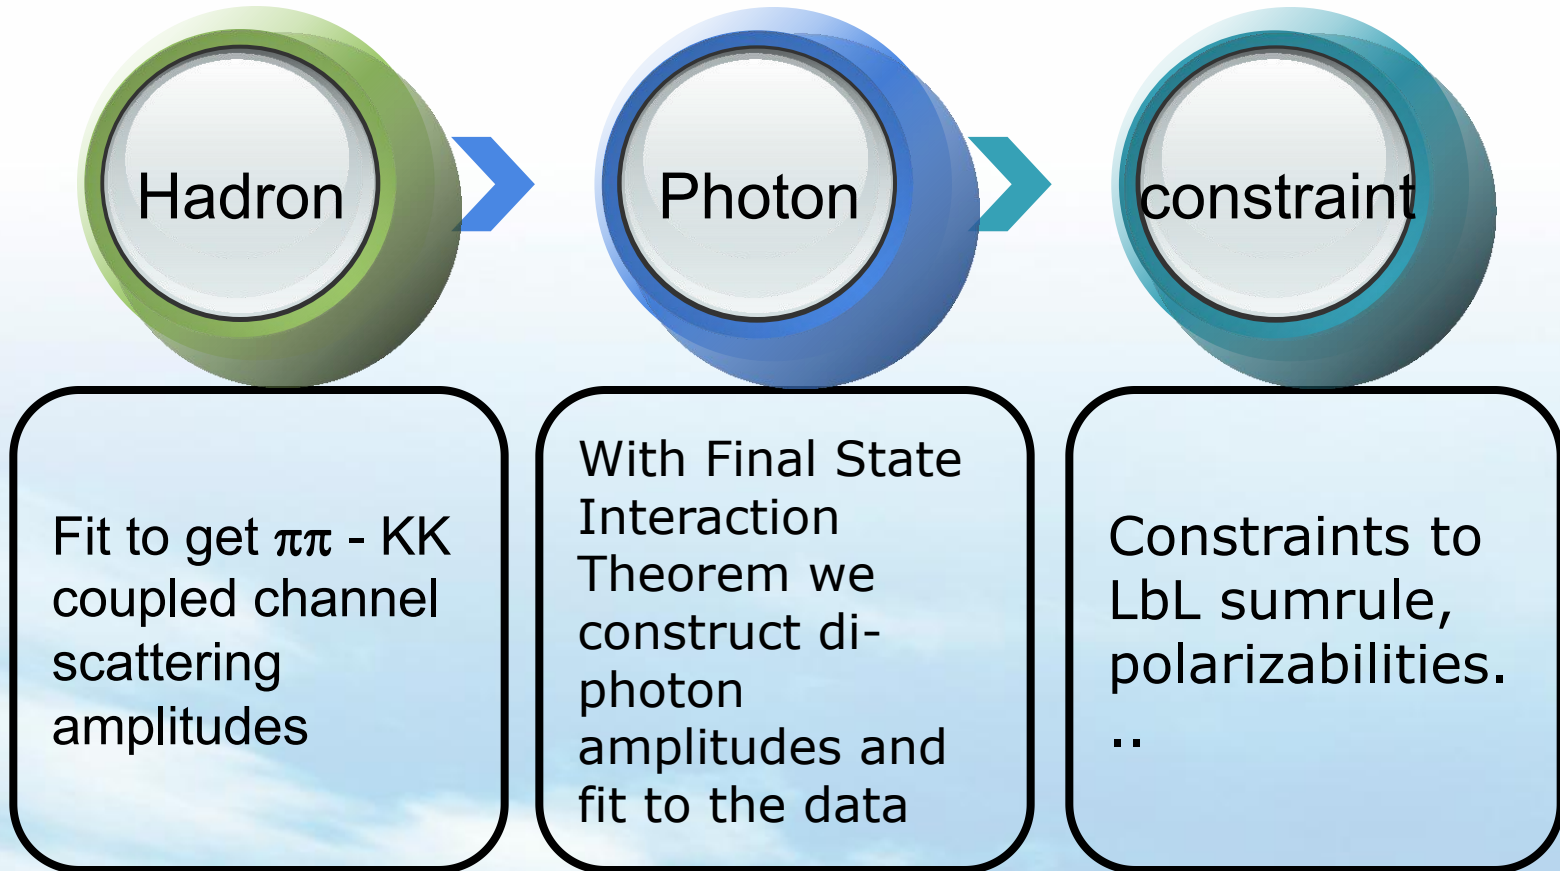 Hadron
Photon
constraint
Fit to get ππ - KK
coupled channel
scattering
amplitudes
With Final State
Interaction
Theorem we
construct di-
photon
amplitudes and
fit to the data
Constraints to
LbL sumrule,
polarizabilities.
..